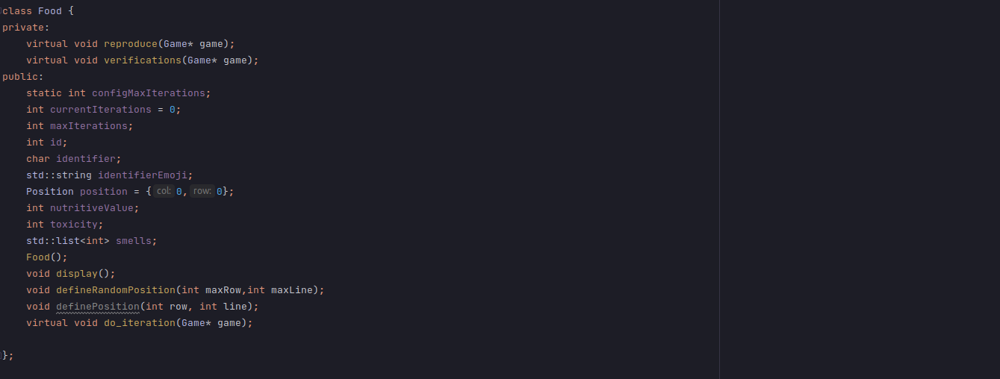 class Food {
private:
    virtual void reproduce(Game* game);
    virtual void verifications(Game* game);
public:
    static int configMaxIterations;
    int currentIterations = 0;
    int maxIterations;
    int id;
    char identifier;
    std::string identifierEmoji;
    Position position = { col: 0, row: 0};
    int nutritiveValue;
    int toxicity;
    std::list<int> smells;
    Food();
    void display();
    void defineRandomPosition(int maxRow,int maxLine);
    void definePosition(int row, int line);
    virtual void do_iteration(Game* game);
};